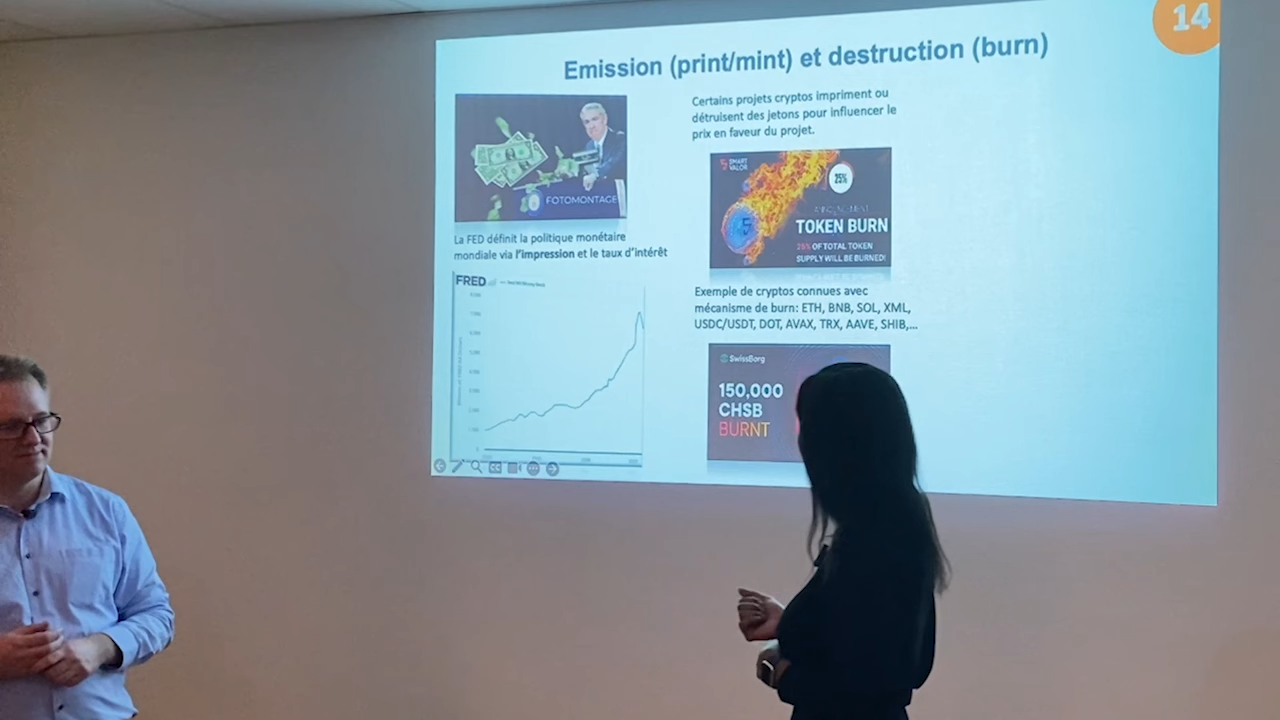 14
Emission (print/mint) et destruction (burn)
FOTOMONTAGE
La FED définit la politique monétaire
mondiale via l'impression et le taux d'intérêt
FRED
Certains projets cryptos impriment ou
détruisent des jetons pour influencer le
prix en faveur du projet.
SMART
VALOR
25%
ANNOUNCEMENT
TOKEN BURN
25% OF TOTAL TOKEN
SUPPLY WILL BE BURNED!
Exemple de cryptos connues avec
mécanisme de burn: ETH, BNB, SOL, XML,
USDC/USDT, DOT, AVAX, TRX, AAVE, SHIB,...
SwissBorg
150,000
CHSB
BURNT